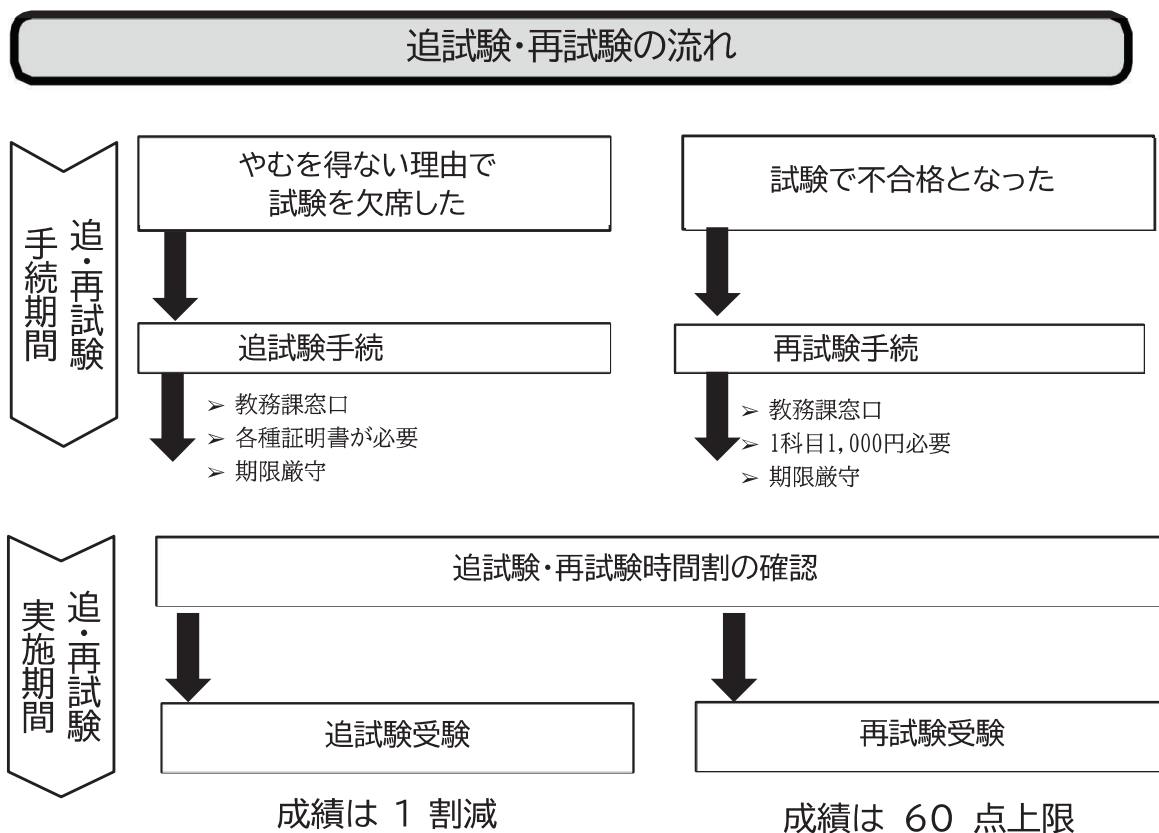 追試験・再試験の流れ
追・再試験
手続期間
やむを得ない理由で
試験を欠席した
追試験手続
➢ 教務課窓口
➢ 各種証明書が必要
➢ 期限厳守
試験で不合格となった
再試験手続
➢ 教務課窓口
➢ 1科目1,000円必要
➢ 期限厳守
追・再試験
実施期間
追試験・再試験時間割の確認
追試験受験
成績は 1 割減
再試験受験
成績は 60 点上限